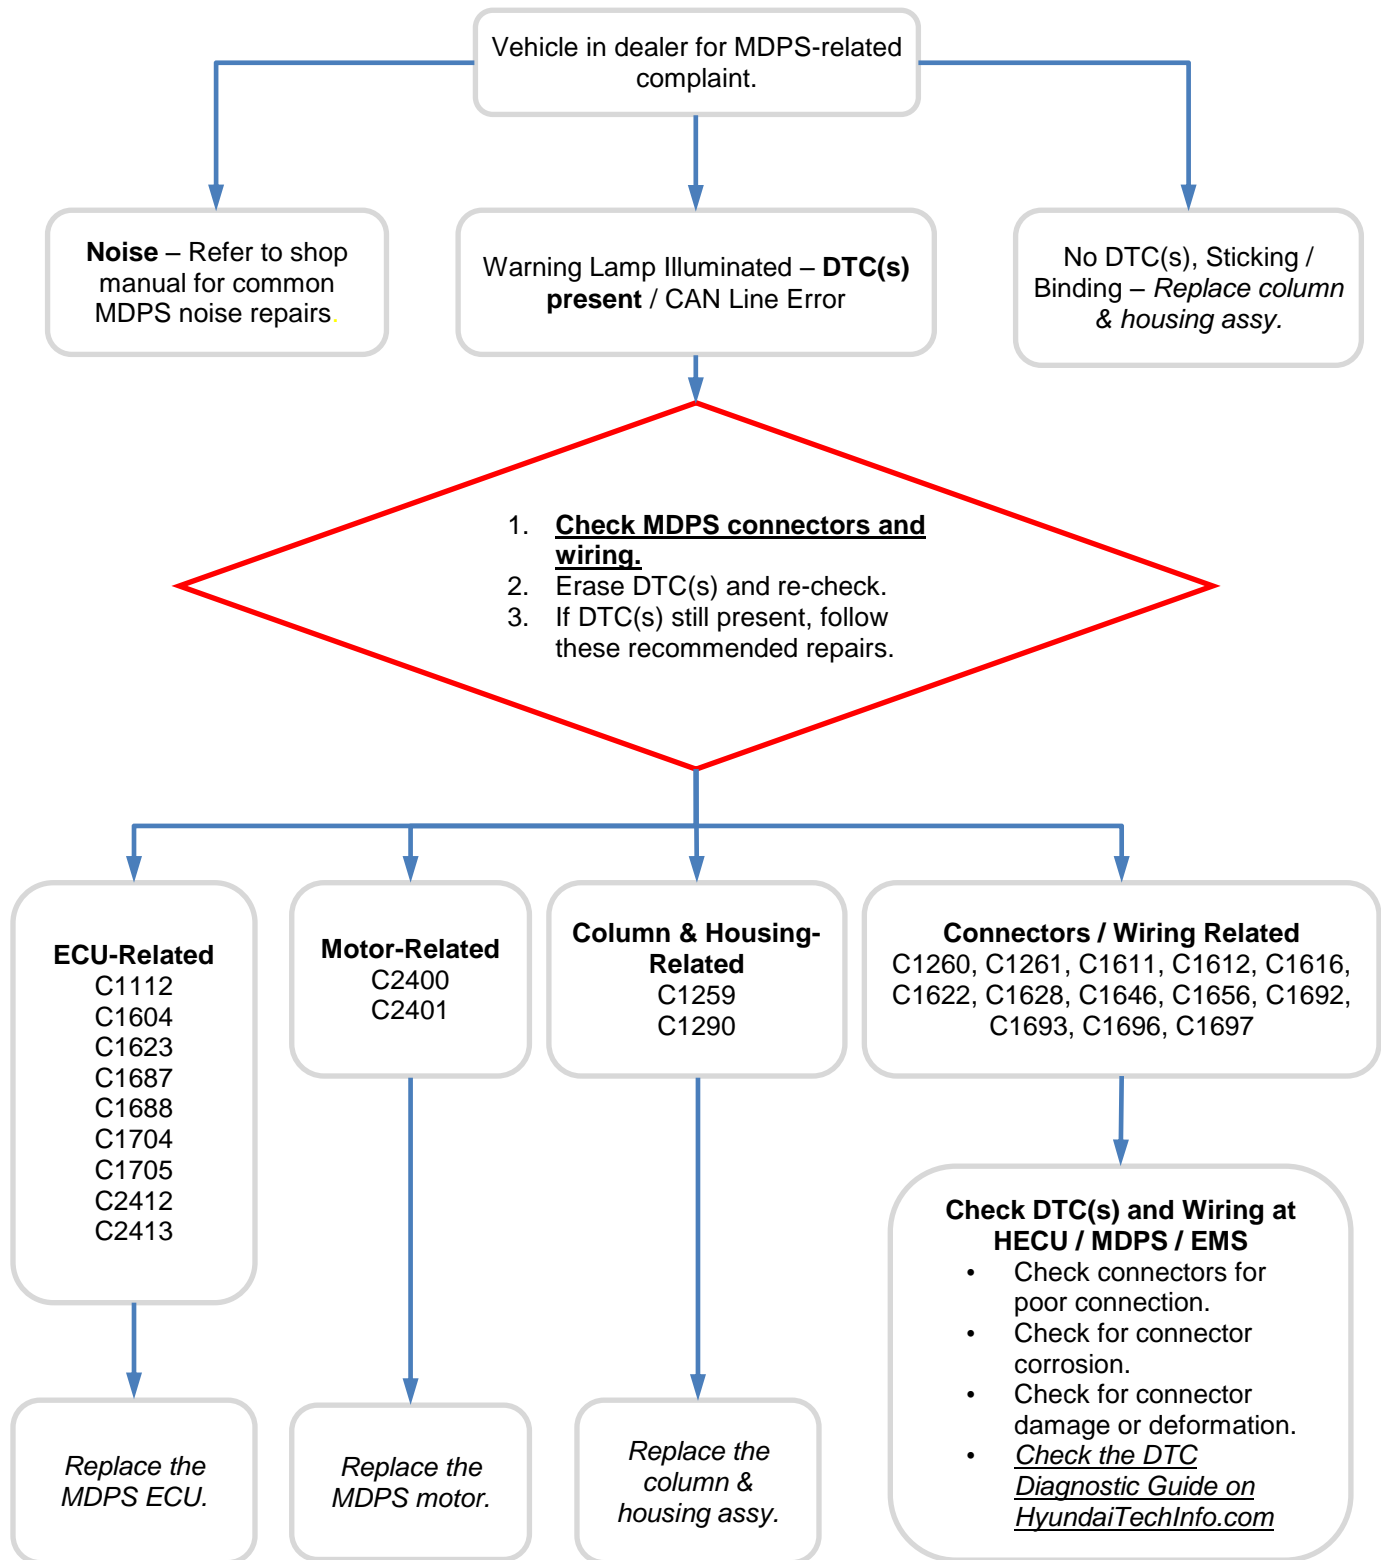 Vehicle in dealer for MDPS-related
complaint.
Noise – Refer to shop
manual for common
MDPS noise repairs.
Warning Lamp Illuminated – DTC(s)
present / CAN Line Error
No DTC(s), Sticking /
Binding – Replace column
& housing assy.
1. Check MDPS connectors and
wiring.
2. Erase DTC(s) and re-check.
3. If DTC(s) still present, follow
these recommended repairs.
ECU-Related
C1112
C1604
C1623
C1687
C1688
C1704
C1705
C2412
C2413
Motor-Related
C2400
C2401
Column & Housing-
Related
C1259
C1290
Connectors / Wiring Related
C1260, C1261, C1611, C1612, C1616,
C1622, C1628, C1646, C1656, C1692,
C1693, C1696, C1697
Replace the
MDPS ECU.
Replace the
MDPS motor.
Replace the
column &
housing assy.
Check DTC(s) and Wiring at
HECU / MDPS / EMS
• Check connectors for
poor connection.
• Check for connector
corrosion.
• Check for connector
damage or deformation.
• Check the DTC
Diagnostic Guide on
HyundaiTechInfo.com